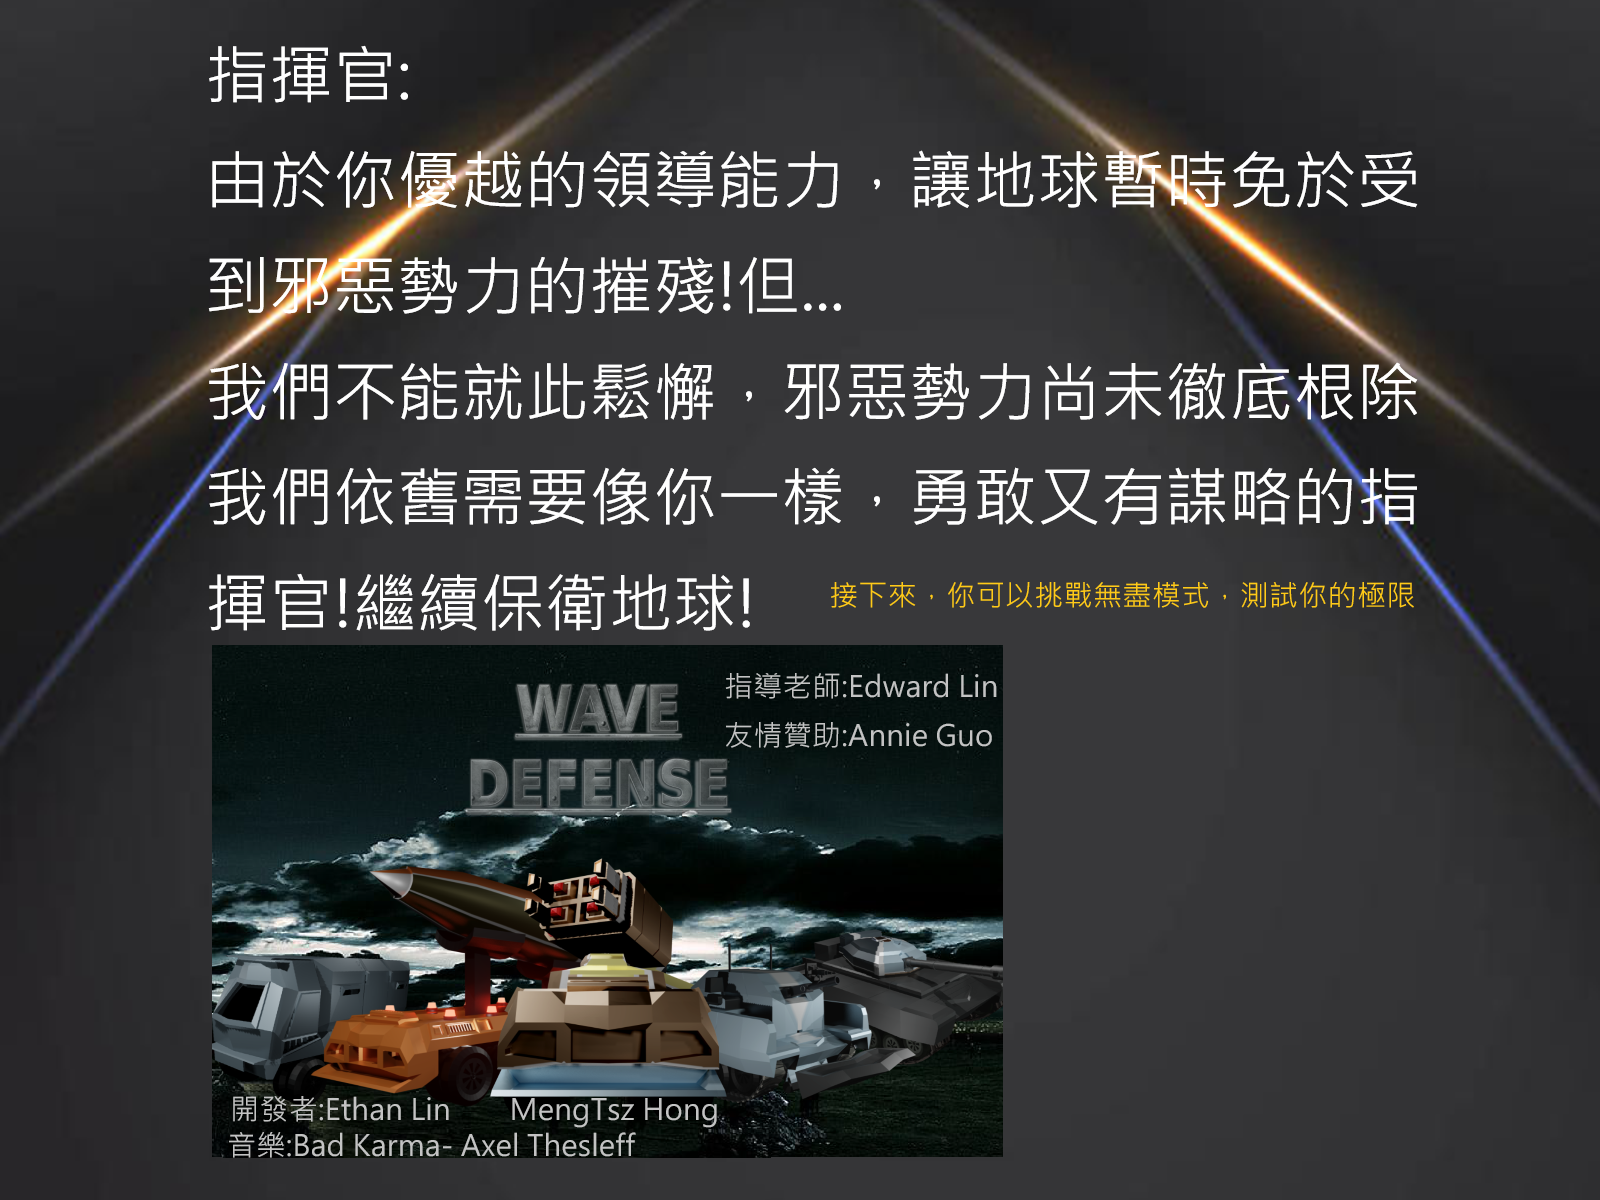 指揮官:
由於你優越的領導能力，讓地球暫時免於受
到邪惡勢力的摧殘!但...
我們不能就此鬆懈，邪惡勢力尚未徹底根除
我們依舊需要像你一樣，勇敢又有謀略的指
揮官!繼續保衛地球!
接下來，你可以挑戰無盡模式，測試你的極限
WAVE
DEFENSE
指導老師:Edward Lin
友情贊助:Annie Guo
開發者:Ethan Lin MengTsz Hong
音樂:Bad Karma- Axel Thesleff